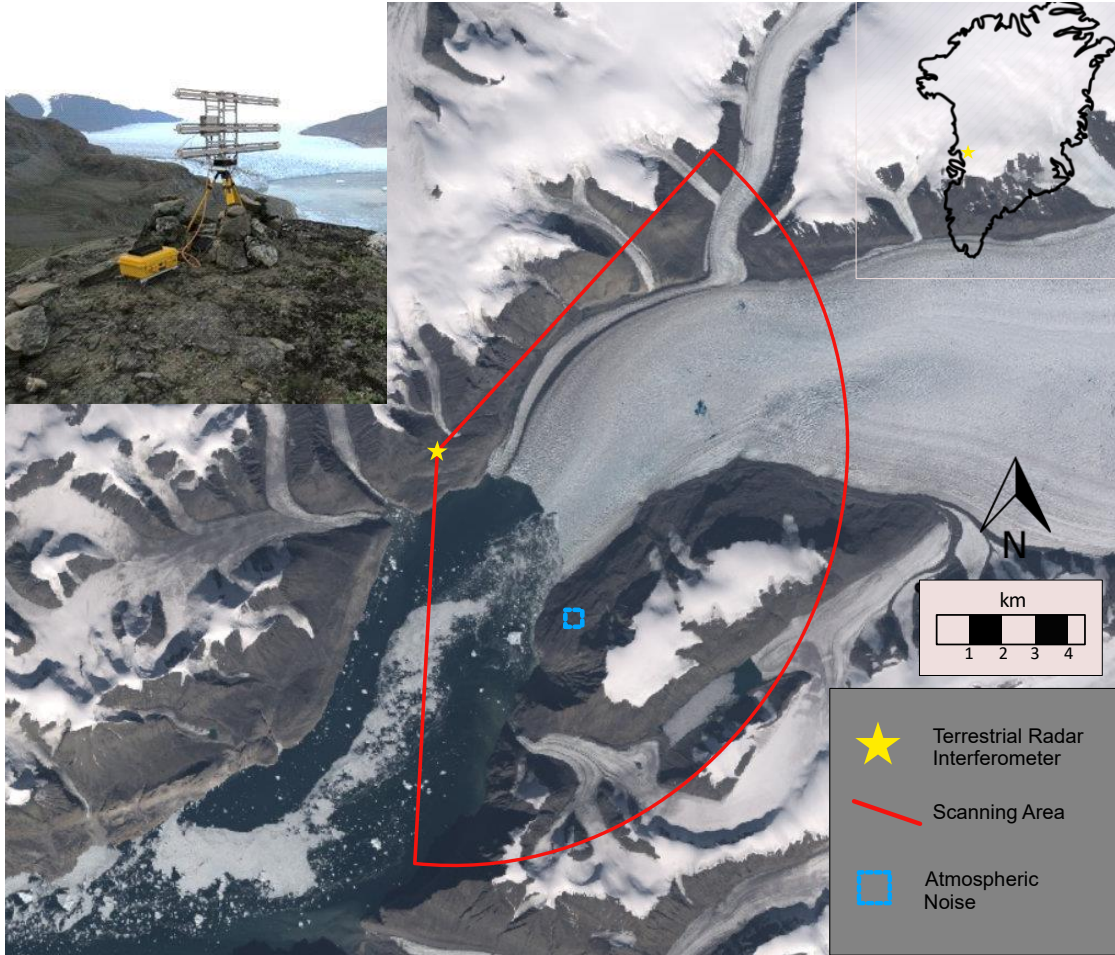 N
km
1 2 3 4
Terrestrial Radar
Interferometer
Scanning Area
Atmospheric
Noise